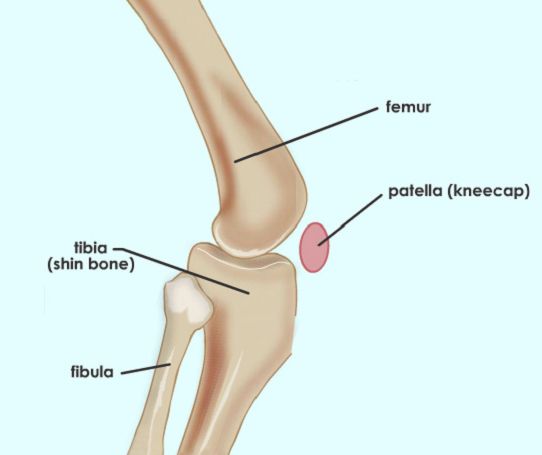 femur
patella (kneecap)
tibia
(shin bone)
fibula